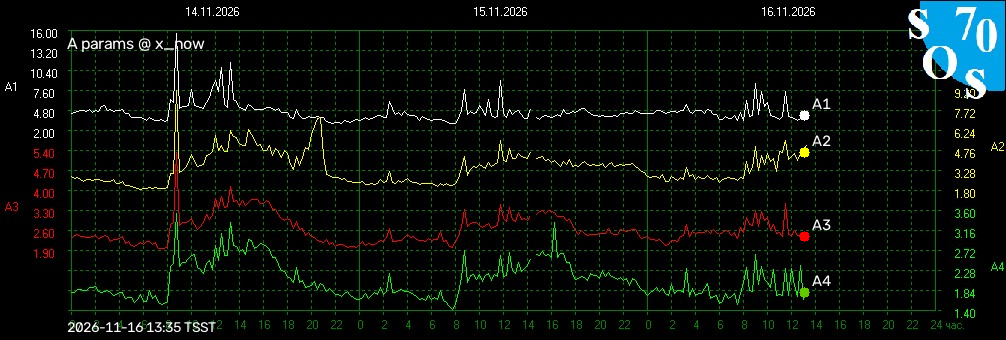 14.11.2026 15.11.2026 16.11.2026
SOS70
A params @ x_now
16.00
13.20
10.40
7.60
4.80
2.00
A1
5.40
4.70
4.00
3.30
2.60
1.90
A3
A1
A2
A3
A4
7.72
6.24
4.76
3.28
1.80
A2
3.60
3.16
2.72
2.28
1.84
1.40
A4
2026-11-16 13:35 TSST
12 14 16 18 20 22 0 2 4 6 8 10 12 14 16 18 20 22 0 2 4 6 8 10 12 14 16 18 20 22 24 час.